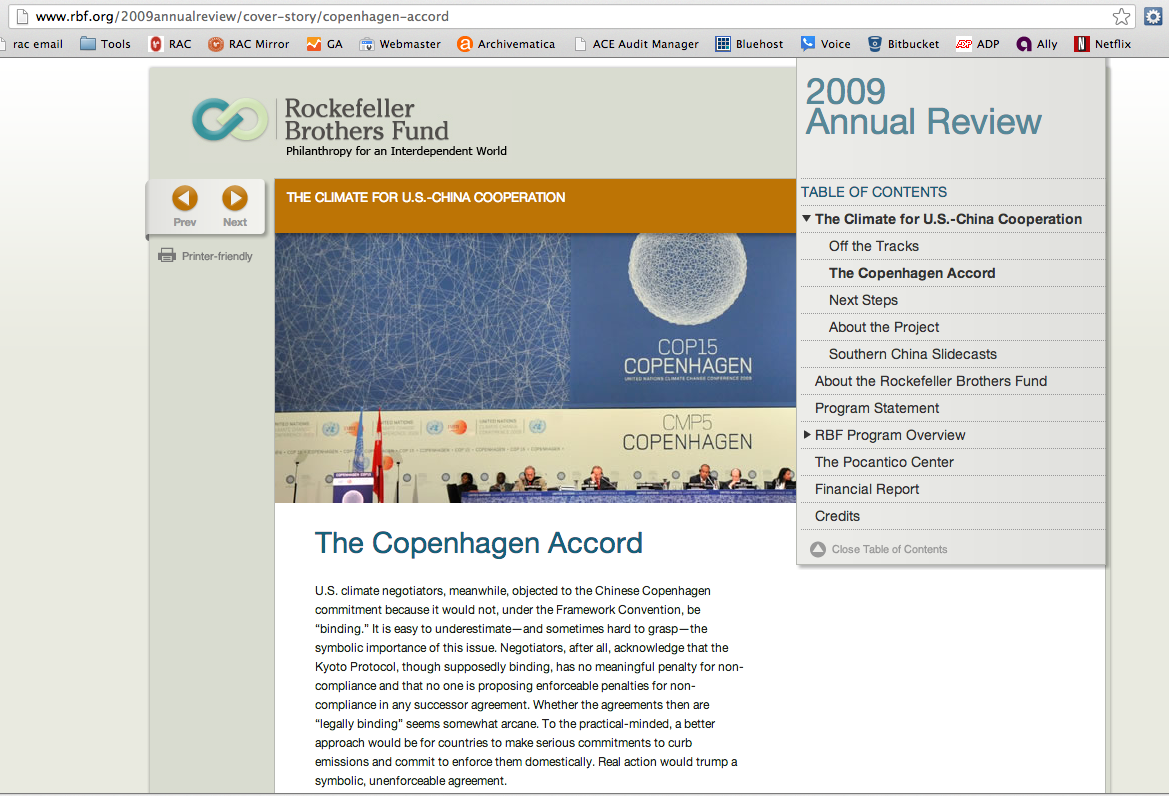 www.rbf.org/2009annualreview/cover-story/copenhagen-accord
rac email Tools RAC RAC Mirror GA Webmaster Archivematica ACE Audit Manager Bluehost Voice Bitbucket ADP ADP Ally N Netflix
Rockefeller
Brothers Fund
Philanthropy for an Interdependent World
2009
Annual Review
Prev Next
Printer-friendly
THE CLIMATE FOR U.S.-CHINA COOPERATION
COP15
COPENHAGEN
UNITED NATIONS CLIMATE CHANGE CONFERENCE 2009
CMP5
COPENHAGEN
TABLE OF CONTENTS
The Climate for U.S.-China Cooperation
Off the Tracks
The Copenhagen Accord
Next Steps
About the Project
Southern China Slidecasts
About the Rockefeller Brothers Fund
Program Statement
RBF Program Overview
The Pocantico Center
Financial Report
Credits
Close Table of Contents
The Copenhagen Accord
U.S. climate negotiators, meanwhile, objected to the Chinese Copenhagen
commitment because it would not, under the Framework Convention, be
“binding.” It is easy to underestimate—and sometimes hard to grasp—the
symbolic importance of this issue. Negotiators, after all, acknowledge that the
Kyoto Protocol, though supposedly binding, has no meaningful penalty for non-
compliance and that no one is proposing enforceable penalties for non-
compliance in any successor agreement. Whether the agreements then are
“legally binding” seems somewhat arcane. To the practical-minded, a better
approach would be for countries to make serious commitments to curb
emissions and commit to enforce them domestically. Real action would trump a
symbolic, unenforceable agreement.